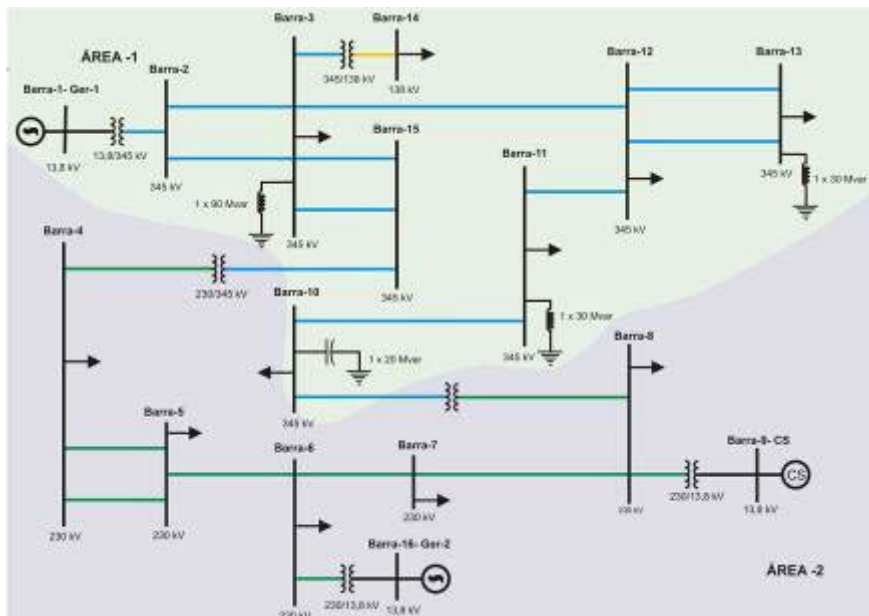 Barra-3
Barra-14
ÁREA -1
Barra-2
Barra-12
Barra-13
Barra-1- Ger-1
345/138 kV
138 kV
Barra-15
Barra-11
13,8 kV
13,8/345 kV
345 kV
1 x 90 Mvar
345 kV
1 x 30 Mvar
345 kV
Barra-4
345 kV
230/345 kV
345 kV
Barra-10
1 x 30 Mvar
Barra-8
1 x 20 Mvar
345 kV
Barra-5
345 kV
Barra-6
Barra-7
Barra-9- CS
CS
230/13,8 kV
13,8 kV
230 kV
230 kV
230 kV
230 kV
Barra-16- Ger-2
ÁREA -2
230/13,8 kV
13,8 kV
230 kV